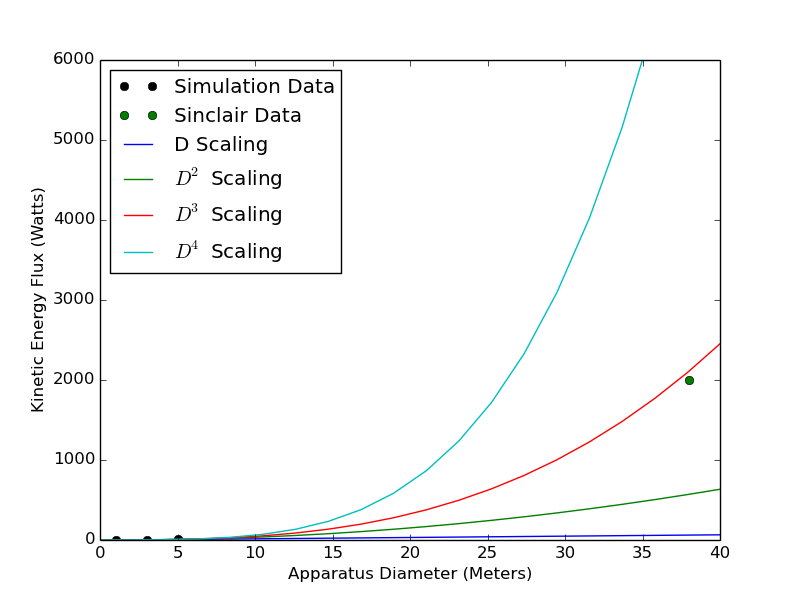 6000
5000
4000
3000
2000
1000
0
Kinetic Energy Flux (Watts)
Simulation Data
Sinclair Data
D Scaling
D² Scaling
D³ Scaling
D⁴ Scaling
0 5 10 15 20 25 30 35 40
Apparatus Diameter (Meters)